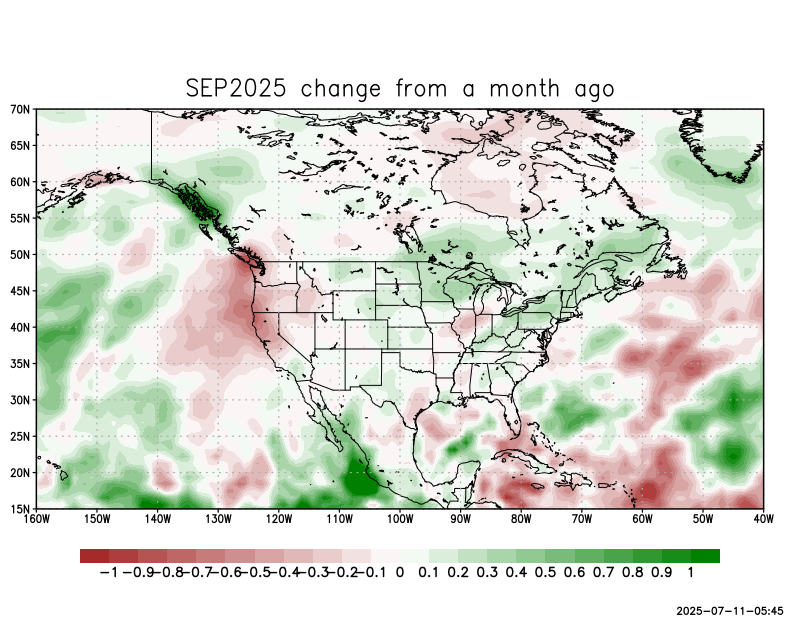 SEP2025 change from a month ago
70N
65N
60N
55N
50N
45N
40N
35N
30N
25N
20N
15N
160W 150W 140W 130W 120W 110W 100W 90W 80W 70W 60W 50W 40W
-1 -0.9 -0.8 -0.7 -0.6 -0.5 -0.4 -0.3 -0.2 -0.1 0 0.1 0.2 0.3 0.4 0.5 0.6 0.7 0.8 0.9 1
2025-07-11-05:45